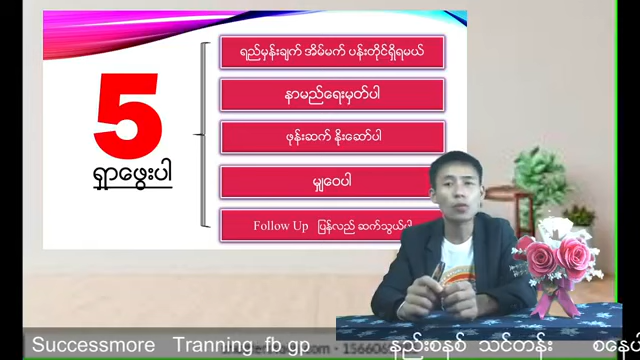 5
ရှာဖွေးပါ
ရည်မှန်းချက် အိမ်မက် ပန်းတိုင်ရှိရမယ်
နာမည်ရေးမှတ်ပါ
ဖုန်းဆက် နိုးဆော်ပါ
မျှဝေပါ
Follow Up ပြန်လည် ဆက်သွယ်ပါ
Successmore Tranning fb.gp နည်းစနစ် သင်တန်း